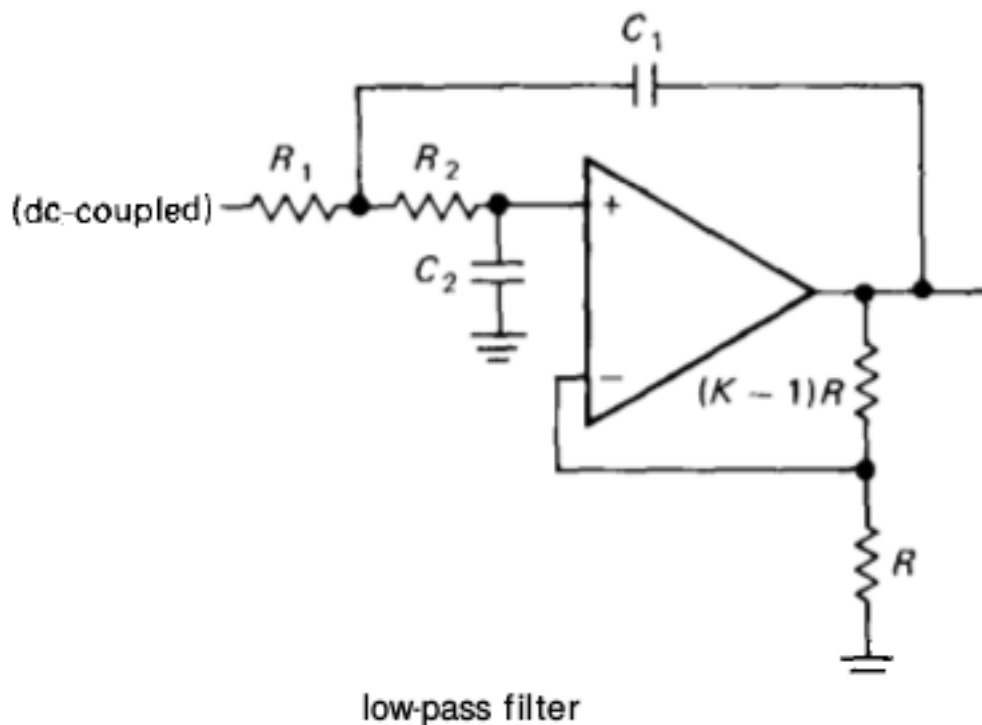 C₁
R₁ R₂
(dc-coupled)
+
C₂
−
(K − 1)R
R
low-pass filter